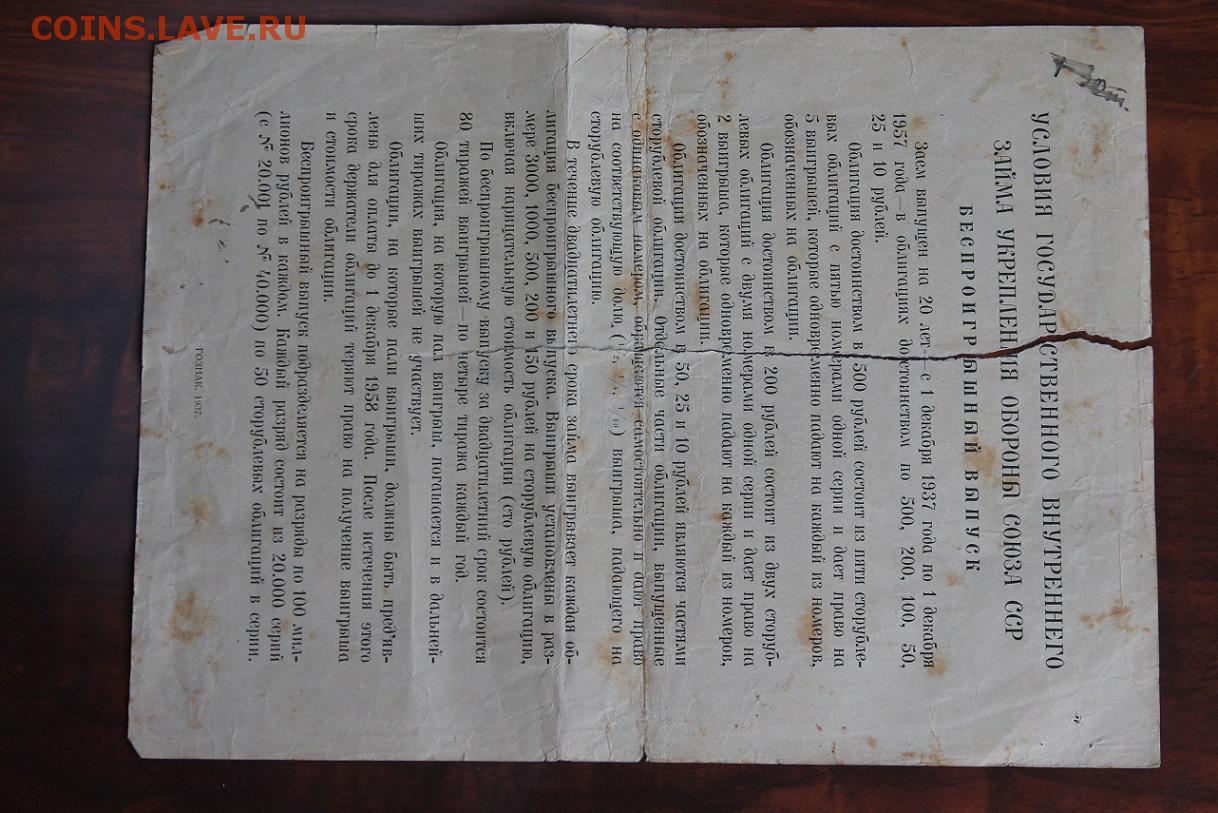 COINS.LAVE.RU
УСЛОВИЯ ГОСУДАРСТВЕННОГО ВНУТРЕННЕГО
ЗАЙМА УКРЕПЛЕНИЯ ОБОРОНЫ СОЮЗА ССР
БЕСПРОИГРЫШНЫЙ ВЫПУСК
Заем выпущен на 20 лет—с 1 декабря 1937 года по 1 декабря
1957 года—в облигациях достоинством по 500, 200, 100, 50,
25 и 10 рублей.
Облигация достоинством в 500 рублей состоит из пяти сторубле-
вых облигаций с пятью номерами одной серии и дает право на
5 выигрышей, которые одновременно падают на каждый из номеров,
обозначенных на облигации.
Облигация достоинством в 200 рублей состоит из двух сторуб-
левых облигаций с двумя номерами одной серии и дает право на
2 выигрыша, которые одновременно падают на каждый из номеров,
обозначенных на облигации.
Облигации достоинством в 50, 25 и 10 рублей являются частями
сторублевой облигации. Отдельные части облигации, выпущенные
с одинаковым номером, обращаются самостоятельно и дают право
на соответствующую долю (¹/₂, ¹/₄, ¹/₁₀) выигрыша, падающего на
сторублевую облигацию.
В течение двадцатилетнего срока займа выигрывает каждая об-
лигация беспроигрышного выпуска. Выигрыши установлены в раз-
мере 3000, 1000, 500, 200 и 150 рублей на сторублевую облигацию,
включая нарицательную стоимость облигации (сто рублей).
По беспроигрышному выпуску за двадцатилетний срок состоится
80 тиражей выигрышей—по четыре тиража каждый год.
Облигация, на которую пал выигрыш, погашается и в дальней-
ших тиражах выигрышей не участвует.
Облигации, на которые пали выигрыши, должны быть пред'яв-
лены для оплаты до 1 декабря 1958 года. После истечения этого
срока держатели облигаций теряют право на получение выигрыша
и стоимости облигации.
Беспроигрышный выпуск подразделяется на разряды по 100 мил-
лионов рублей в каждом. Каждый разряд состоит из 20.000 серий
(с № 20.001 по № 40.000) по 50 сторублевых облигаций в серии.
ГОЗНАК. 1937.